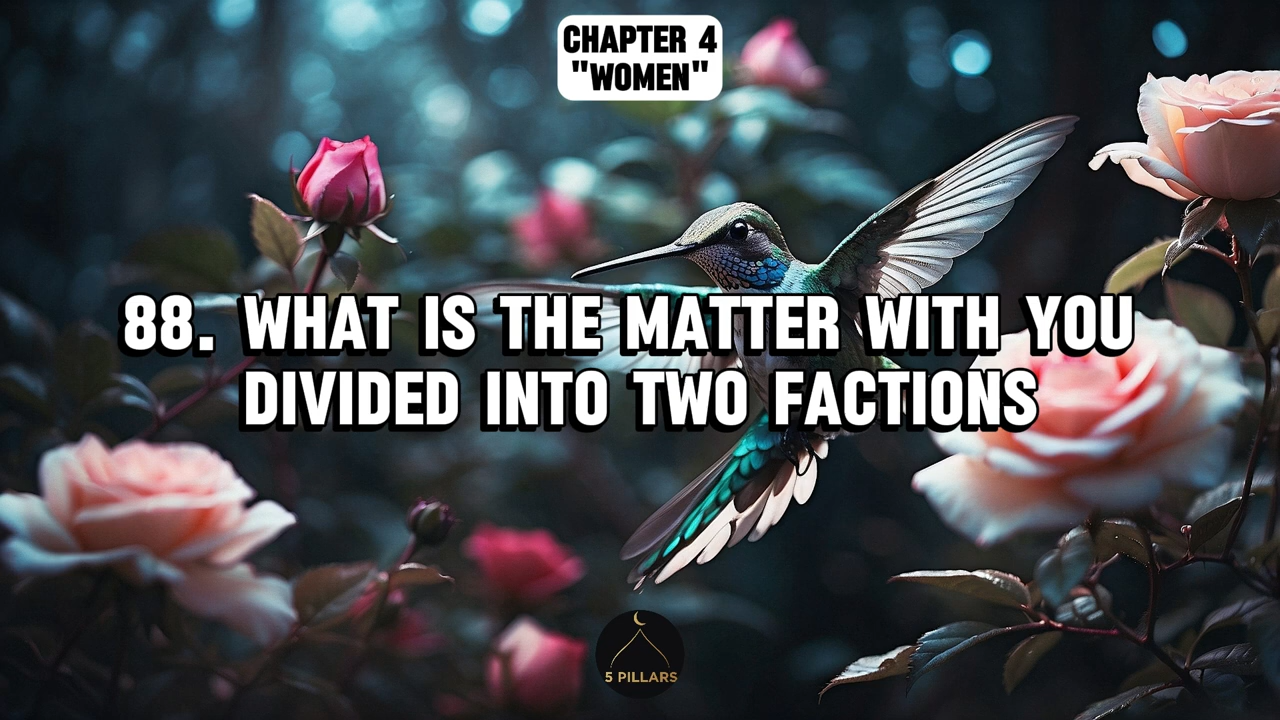 CHAPTER 4
"WOMEN"
88. WHAT IS THE MATTER WITH YOU
DIVIDED INTO TWO FACTIONS
5 PILLARS